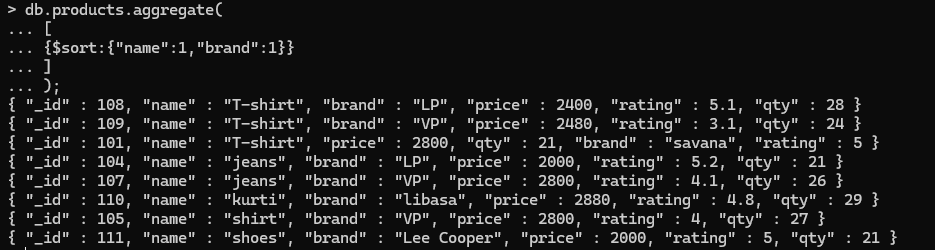 > db.products.aggregate(
... [
... {$sort:{"name":1,"brand":1}}
... ]
... );
{ "_id" : 108, "name" : "T-shirt", "brand" : "LP", "price" : 2400, "rating" : 5.1, "qty" : 28 }
{ "_id" : 109, "name" : "T-shirt", "brand" : "VP", "price" : 2480, "rating" : 3.1, "qty" : 24 }
{ "_id" : 101, "name" : "T-shirt", "price" : 2800, "qty" : 21, "brand" : "savana", "rating" : 5 }
{ "_id" : 104, "name" : "jeans", "brand" : "LP", "price" : 2000, "rating" : 5.2, "qty" : 21 }
{ "_id" : 107, "name" : "jeans", "brand" : "VP", "price" : 2800, "rating" : 4.1, "qty" : 26 }
{ "_id" : 110, "name" : "kurti", "brand" : "libasa", "price" : 2880, "rating" : 4.8, "qty" : 29 }
{ "_id" : 105, "name" : "shirt", "brand" : "VP", "price" : 2800, "rating" : 4, "qty" : 27 }
{ "_id" : 111, "name" : "shoes", "brand" : "Lee Cooper", "price" : 2000, "rating" : 5, "qty" : 21 }